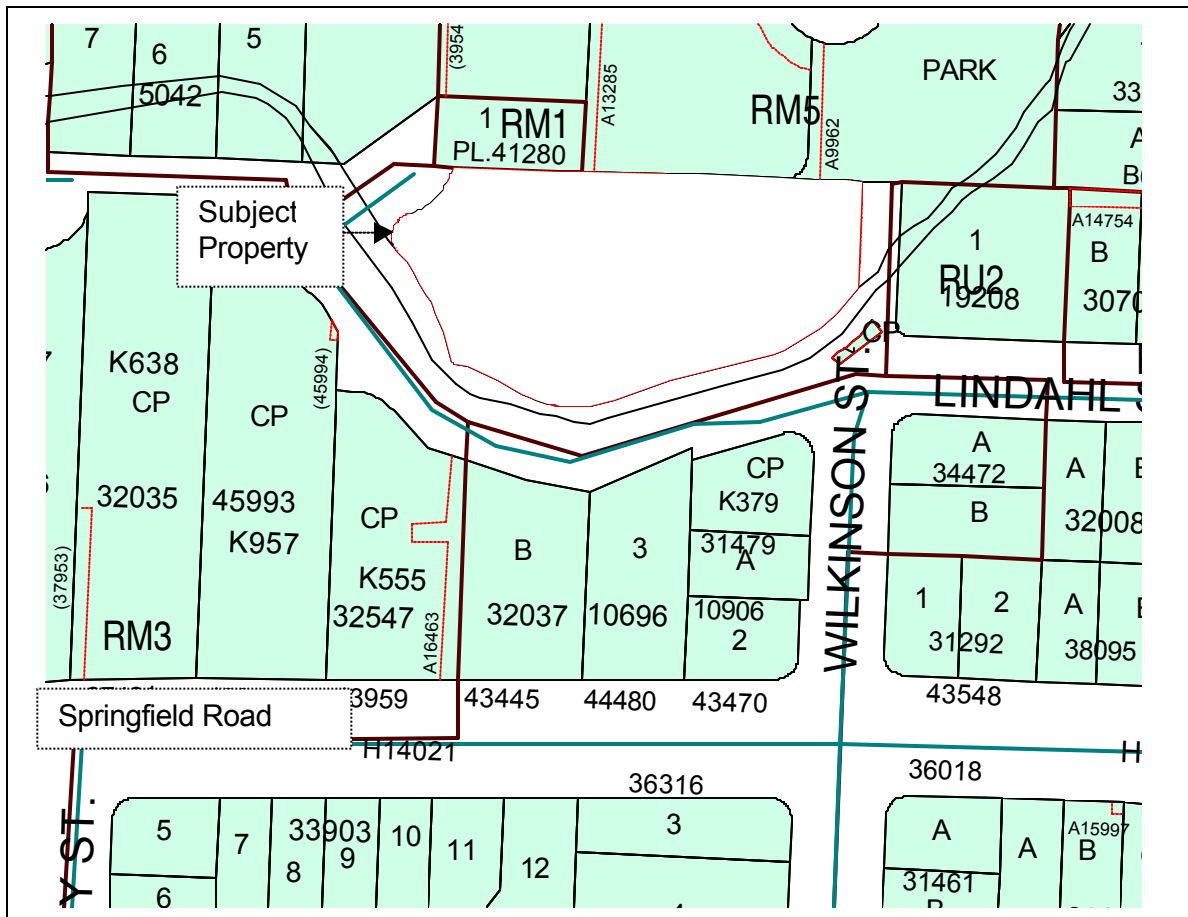 7
6
5
5042
(3954
A13285
1
RM1
PL.41280
RM5
A9962
PARK
33
A
Subject
Property
1
RU2
19208
A14754
B
3070
CP
K638
CP
CP
(45994)
32035
45993
K957
CP
K555
32547
(37953)
RM3
A16463
B
32037
3
10696
CP
K379
31479
A
10906
2
WILKINSON ST.
LINDAHL S
A
34472
B
A
32008
1
2
31292
A
38095
Springfield Road
3959
43445
44480
43470
43548
H14021
H
36316
36018
Y ST.
5
6
7
33903
8
9
10
11
12
3
A
31461
B
A
A15997
B